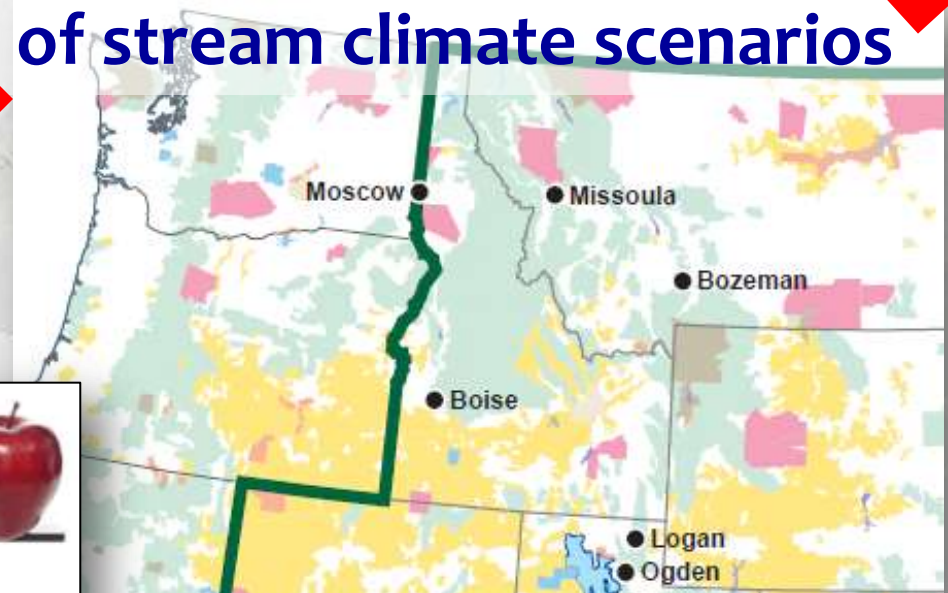 of stream climate scenarios
Moscow
Missoula
Bozeman
Boise
Logan
Ogden